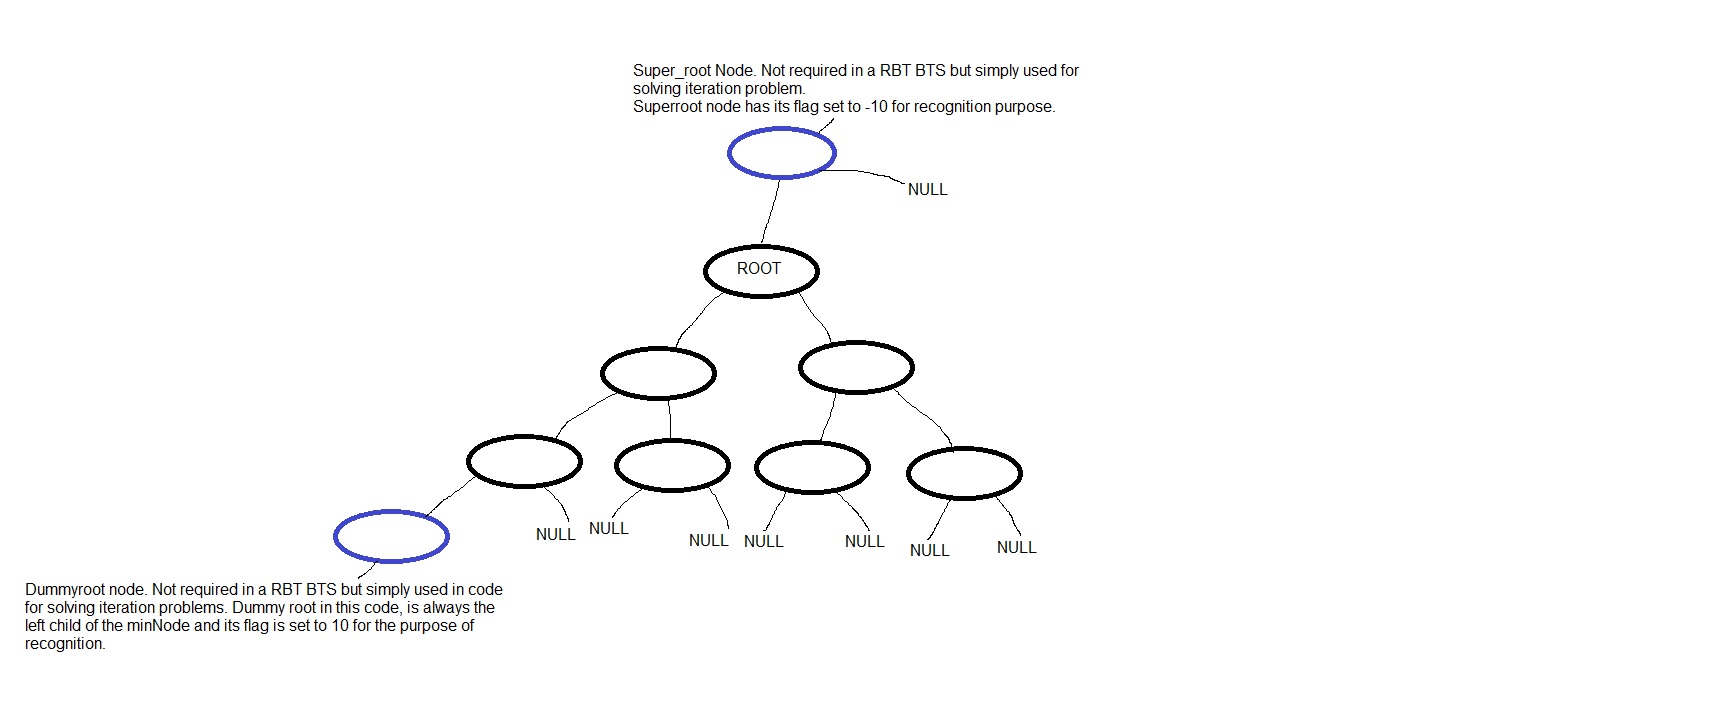 Super_root Node. Not required in a RBT BTS but simply used for
solving iteration problem.
Superroot node has its flag set to -10 for recognition purpose.
NULL
ROOT
NULL
NULL
NULL
NULL
NULL
NULL
NULL
Dummyroot node. Not required in a RBT BTS but simply used in code
for solving iteration problems. Dummy root in this code, is always the
left child of the minNode and its flag is set to 10 for the purpose of
recognition.